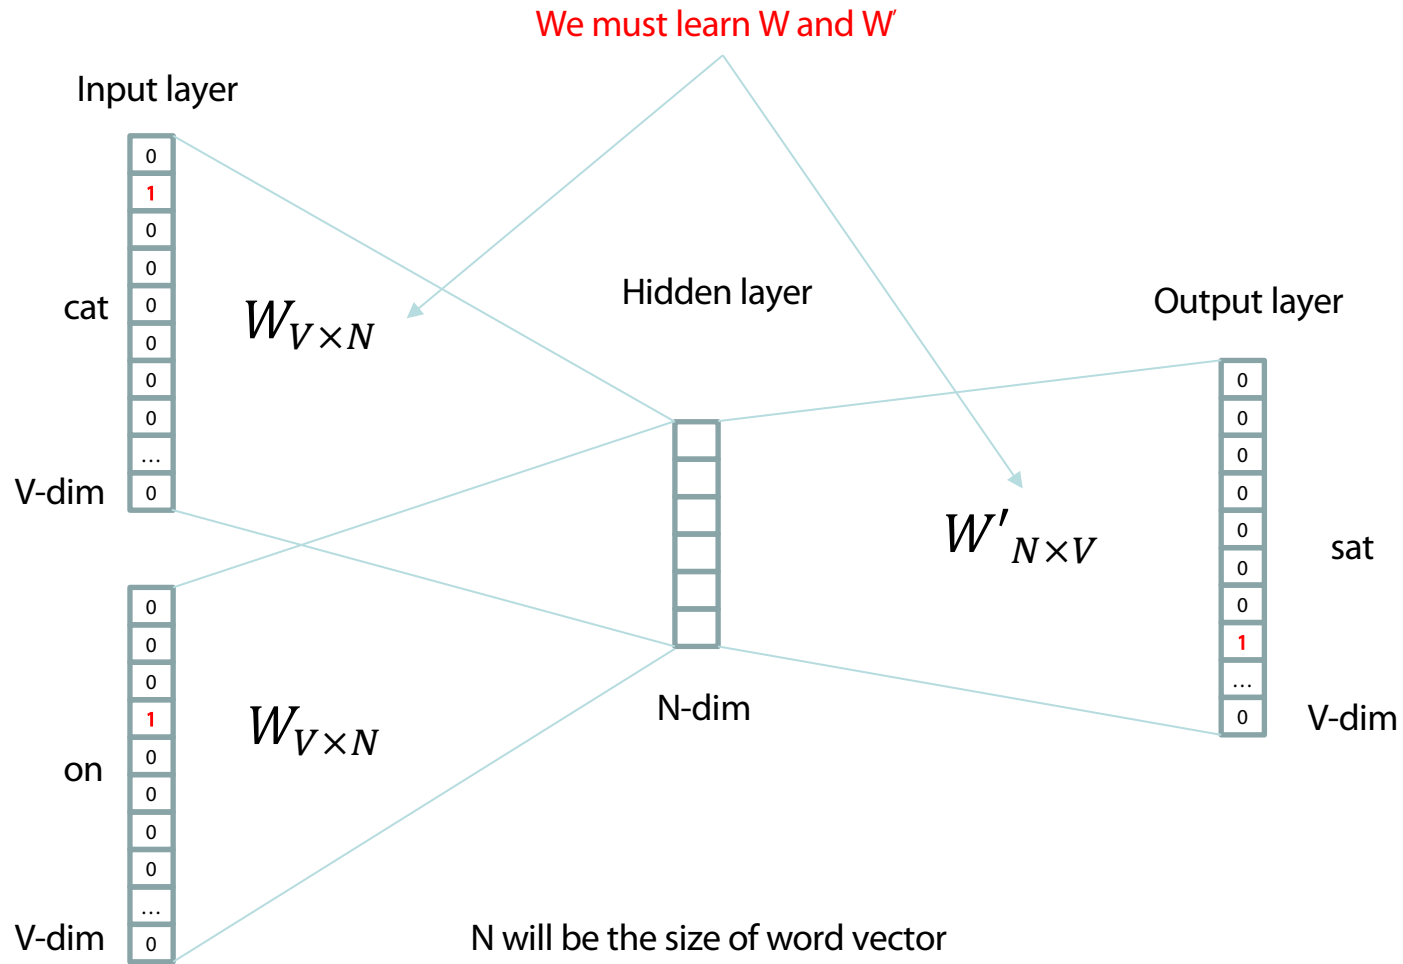 We must learn W and W'
Input layer
0
1
0
0
0
0
0
0
...
0
cat
V-dim
W_{V×N}
Hidden layer
N-dim
Output layer
0
0
0
0
0
0
0
1
...
0
sat
V-dim
W'_{N×V}
0
0
0
1
0
0
0
0
...
0
on
V-dim
W_{V×N}
N will be the size of word vector